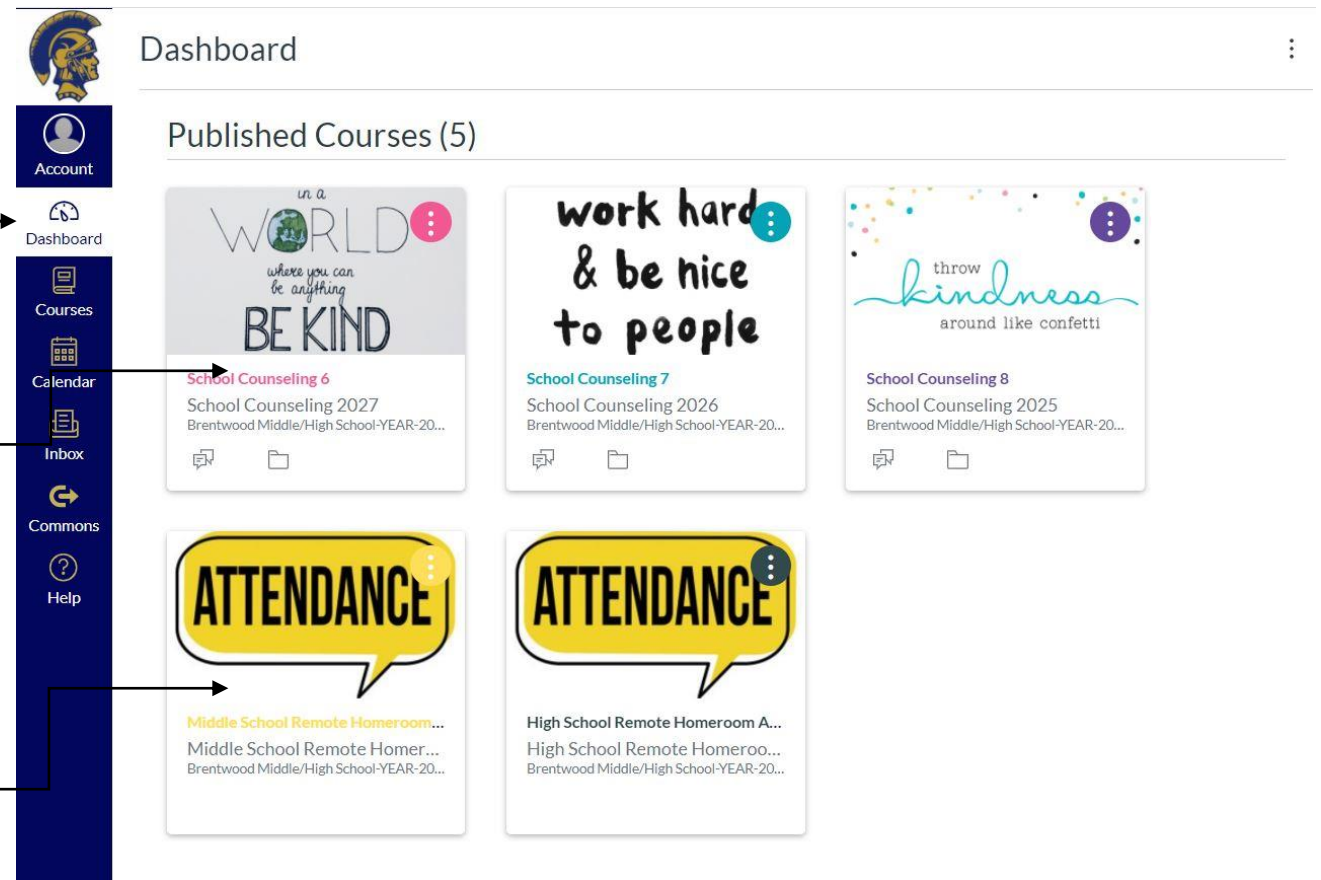 Dashboard
Account
Dashboard
Courses
Calendar
Inbox
Commons
Help
Published Courses (5)
in a
WORLD
where you can
be anything
BE KIND
School Counseling 6
School Counseling 2027
Brentwood Middle/High School-YEAR-20...
work hard
& be nice
to people
School Counseling 7
School Counseling 2026
Brentwood Middle/High School-YEAR-20...
throw
kindness
around like confetti
School Counseling 8
School Counseling 2025
Brentwood Middle/High School-YEAR-20...
ATTENDANCE
Middle School Remote Homeroom...
Middle School Remote Homer...
Brentwood Middle/High School-YEAR-20...
ATTENDANCE
High School Remote Homeroom A...
High School Remote Homeroo...
Brentwood Middle/High School-YEAR-20...